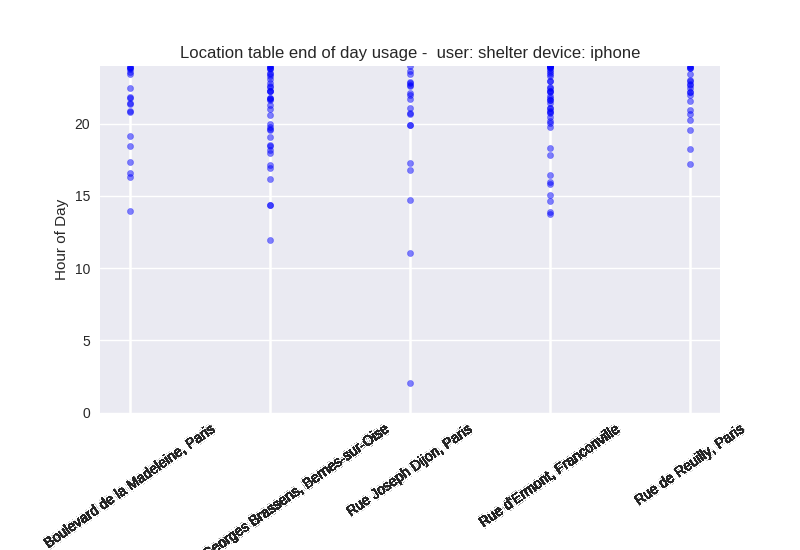 Location table end of day usage -  user: shelter device: iphone
Hour of Day
20
15
10
5
0
Boulevard de la Madeleine, Paris
Georges Brassens, Bernes-sur-Oise
Rue Joseph Dijon, Paris
Rue d'Ermont, Franconville
Rue de Reuilly, Paris